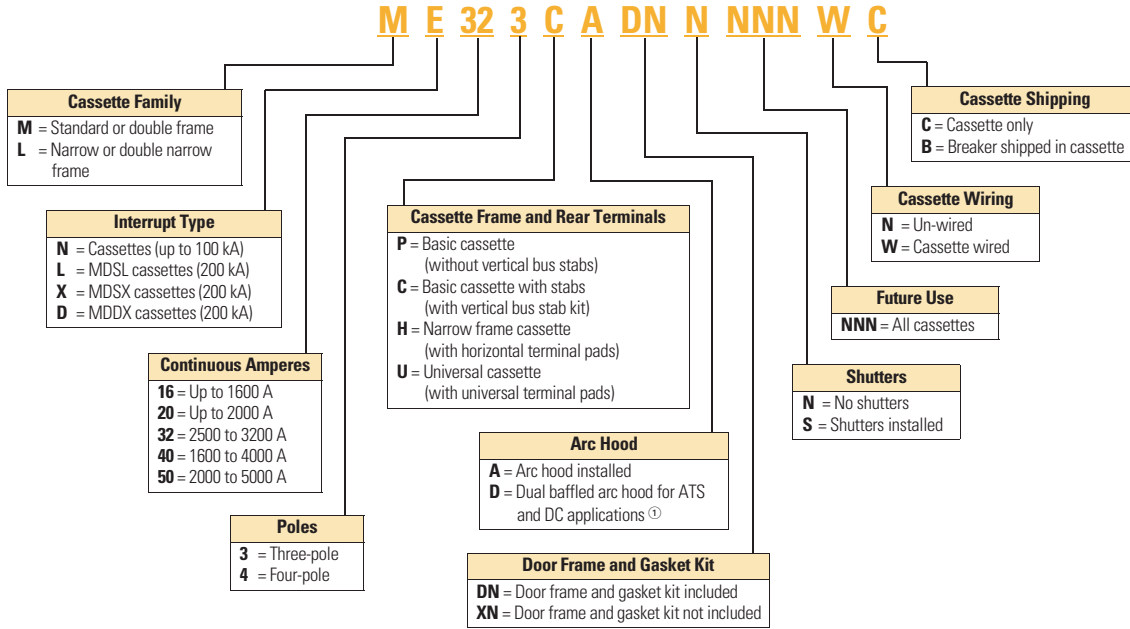 M E 32 3 C A DN N NNN W C
Cassette Family
M = Standard or double frame
L = Narrow or double narrow
frame
Interrupt Type
N = Cassettes (up to 100 kA)
L = MDSL cassettes (200 kA)
X = MDSX cassettes (200 kA)
D = MDDX cassettes (200 kA)
Continuous Amperes
16 = Up to 1600 A
20 = Up to 2000 A
32 = 2500 to 3200 A
40 = 1600 to 4000 A
50 = 2000 to 5000 A
Poles
3 = Three-pole
4 = Four-pole
Cassette Frame and Rear Terminals
P = Basic cassette
(without vertical bus stabs)
C = Basic cassette with stabs
(with vertical bus stab kit)
H = Narrow frame cassette
(with horizontal terminal pads)
U = Universal cassette
(with universal terminal pads)
Arc Hood
A = Arc hood installed
D = Dual baffled arc hood for ATS
and DC applications ①
Door Frame and Gasket Kit
DN = Door frame and gasket kit included
XN = Door frame and gasket kit not included
Shutters
N = No shutters
S = Shutters installed
Future Use
NNN = All cassettes
Cassette Wiring
N = Un-wired
W = Cassette wired
Cassette Shipping
C = Cassette only
B = Breaker shipped in cassette